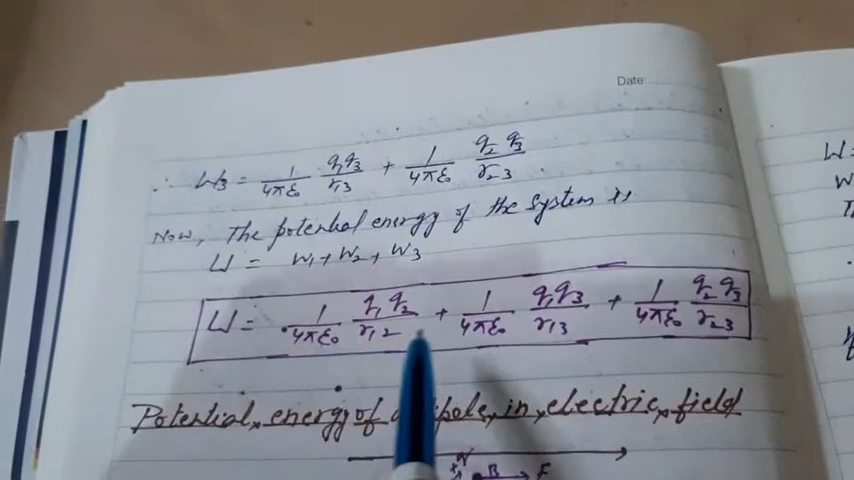 Date:.........
∴ W₃ = 1/4πε₀ q₁q₃/r₁₃ + 1/4πε₀ q₂q₃/r₂₃
Now, The potential energy of the system is
U = W₁ + W₂ + W₃
U = 1/4πε₀ q₁q₂/r₁₂ + 1/4πε₀ q₁q₃/r₁₃ + 1/4πε₀ q₂q₃/r₂₃
Potential energy of dipole in electric field
+q B F